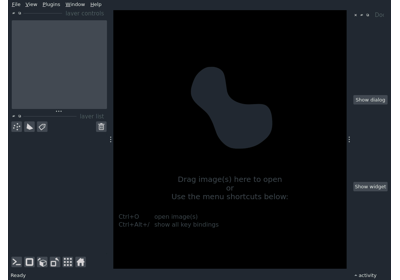 File View Plugins Window Help
layer controls
layer list
Drag image(s) here to open
or
Use the menu shortcuts below:
Ctrl+O open image(s)
Ctrl+Alt+/ show all key bindings
Do
Show dialog
Show widget
Ready
activity